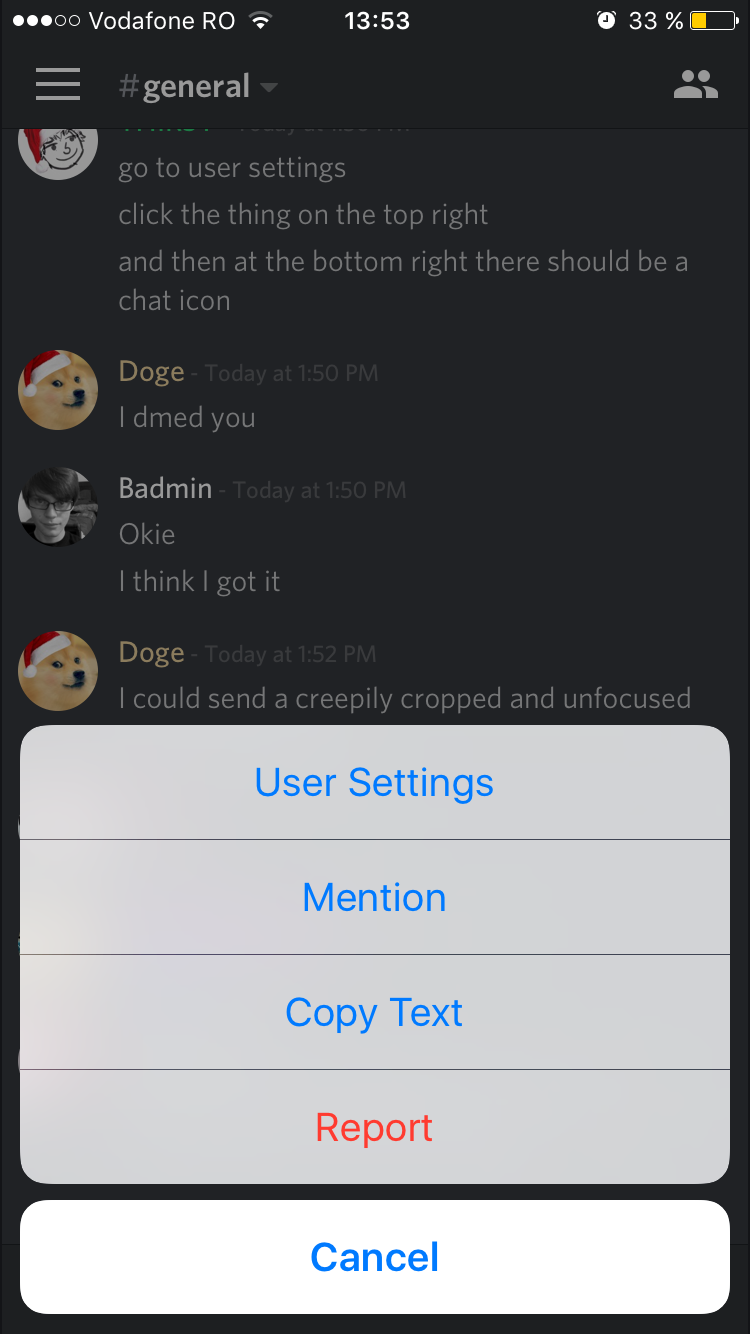 Vodafone RO 13:53 33 %
#general
go to user settings
click the thing on the top right
and then at the bottom right there should be a
chat icon
Doge - Today at 1:50 PM
I dmed you
Badmin - Today at 1:50 PM
Okie
I think I got it
Doge - Today at 1:52 PM
I could send a creepily cropped and unfocused
User Settings
Mention
Copy Text
Report
Cancel